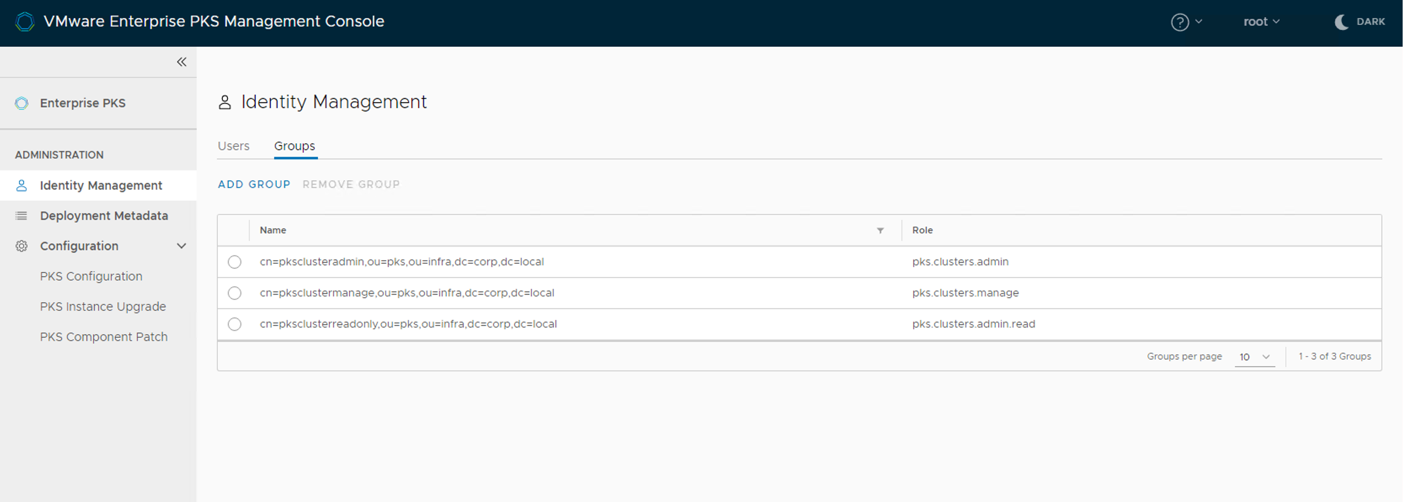 VMware Enterprise PKS Management Console
? root DARK
Enterprise PKS
ADMINISTRATION
Identity Management
Deployment Metadata
Configuration
PKS Configuration
PKS Instance Upgrade
PKS Component Patch
Identity Management
Users Groups
ADD GROUP REMOVE GROUP
Name Role
cn=pksclusteradmin,ou=pks,ou=infra,dc=corp,dc=local pks.clusters.admin
cn=pksclustermanage,ou=pks,ou=infra,dc=corp,dc=local pks.clusters.manage
cn=pksclusterreadonly,ou=pks,ou=infra,dc=corp,dc=local pks.clusters.admin.read
Groups per page 10 1 - 3 of 3 Groups